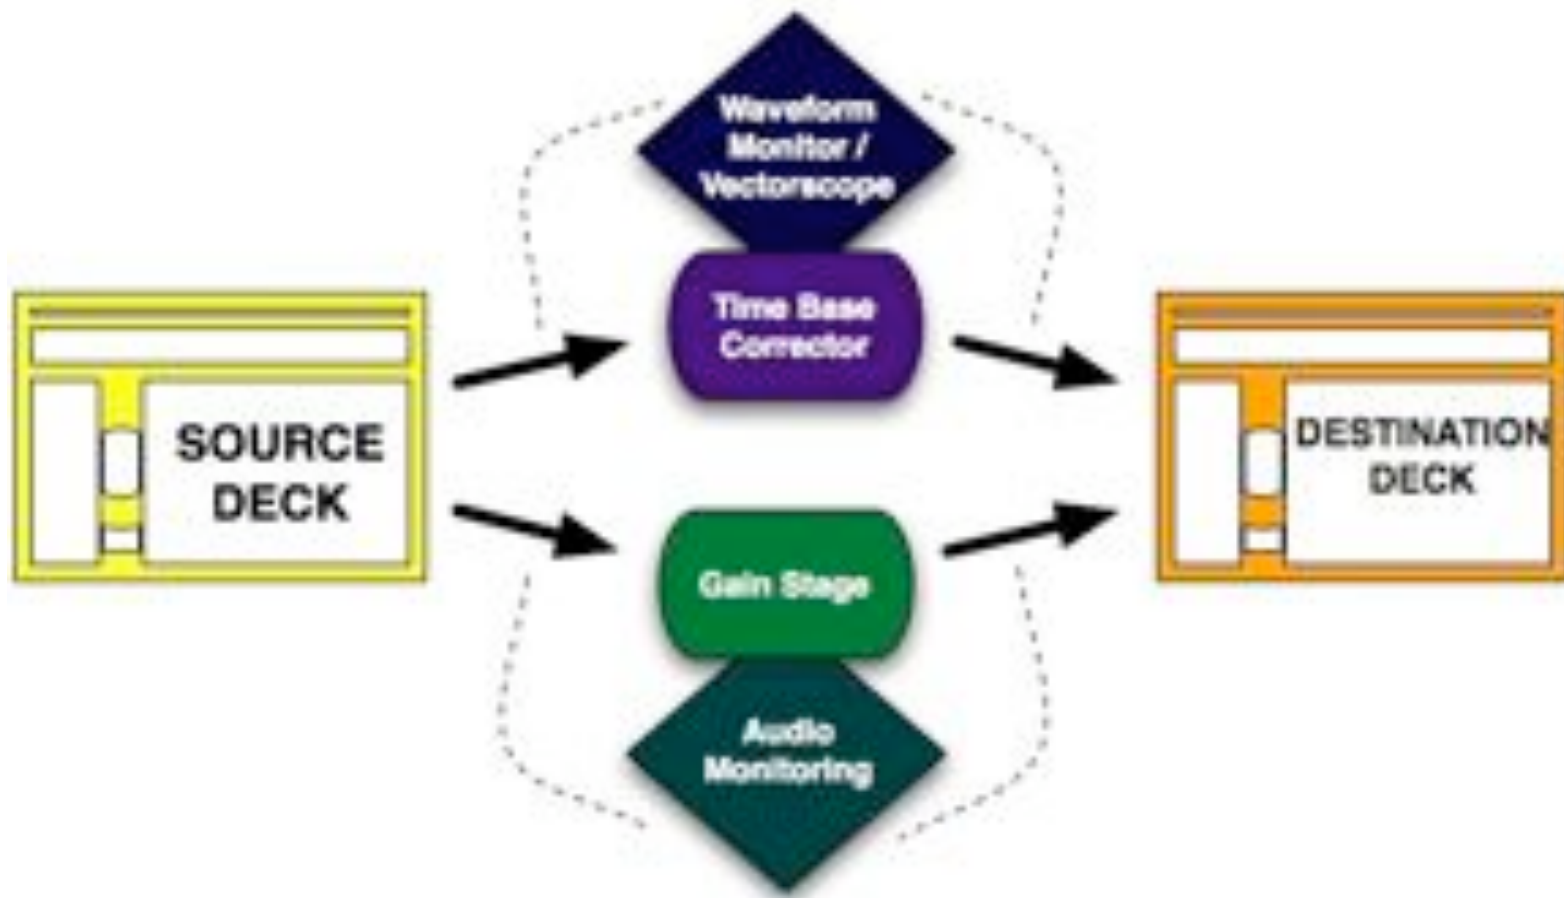 Waveform
Monitor /
Vectorscope
Time Base
Corrector
SOURCE
DECK
DESTINATION
DECK
Gain Stage
Audio
Monitoring